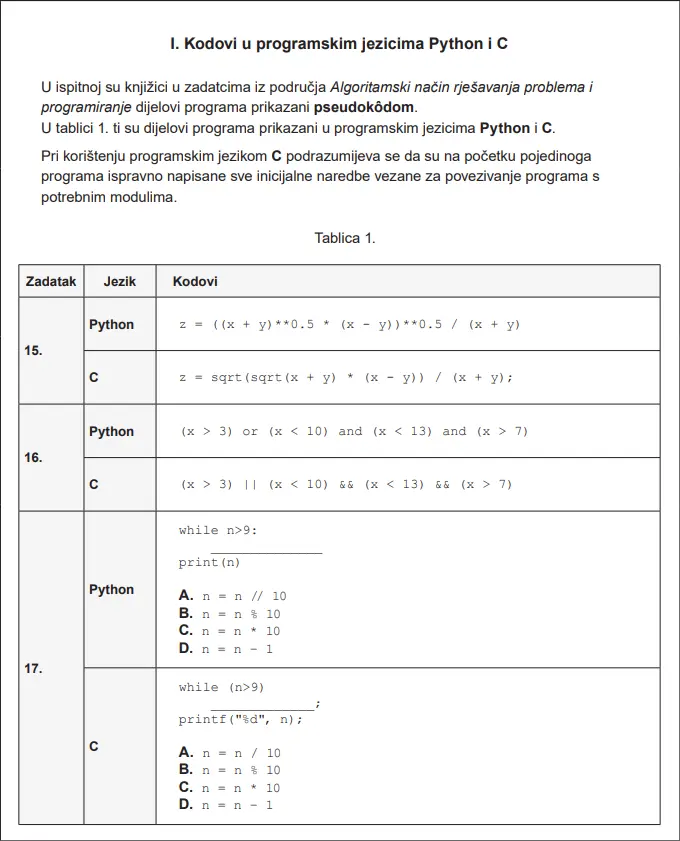 I. Kodovi u programskim jezicima Python i C
U ispitnoj su knjižici u zadatcima iz područja Algoritamski način rješavanja problema i
programiranje dijelovi programa prikazani pseudokôdom.
U tablici 1. ti su dijelovi programa prikazani u programskim jezicima Python i C.
Pri korištenju programskim jezikom C podrazumijeva se da su na početku pojedinoga
programa ispravno napisane sve inicijalne naredbe vezane za povezivanje programa s
potrebnim modulima.
Tablica 1.
Zadatak Jezik Kodovi
15.
Python z = ((x + y)**0.5 * (x - y))**0.5 / (x + y)
C z = sqrt(sqrt(x + y) * (x - y)) / (x + y);
16.
Python (x > 3) or (x < 10) and (x < 13) and (x > 7)
C (x > 3) || (x < 10) && (x < 13) && (x > 7)
17.
Python
while n>9:
______________
print(n)
A. n = n // 10
B. n = n % 10
C. n = n * 10
D. n = n - 1
C
while (n>9)
_____________;
printf("%d", n);
A. n = n / 10
B. n = n % 10
C. n = n * 10
D. n = n - 1